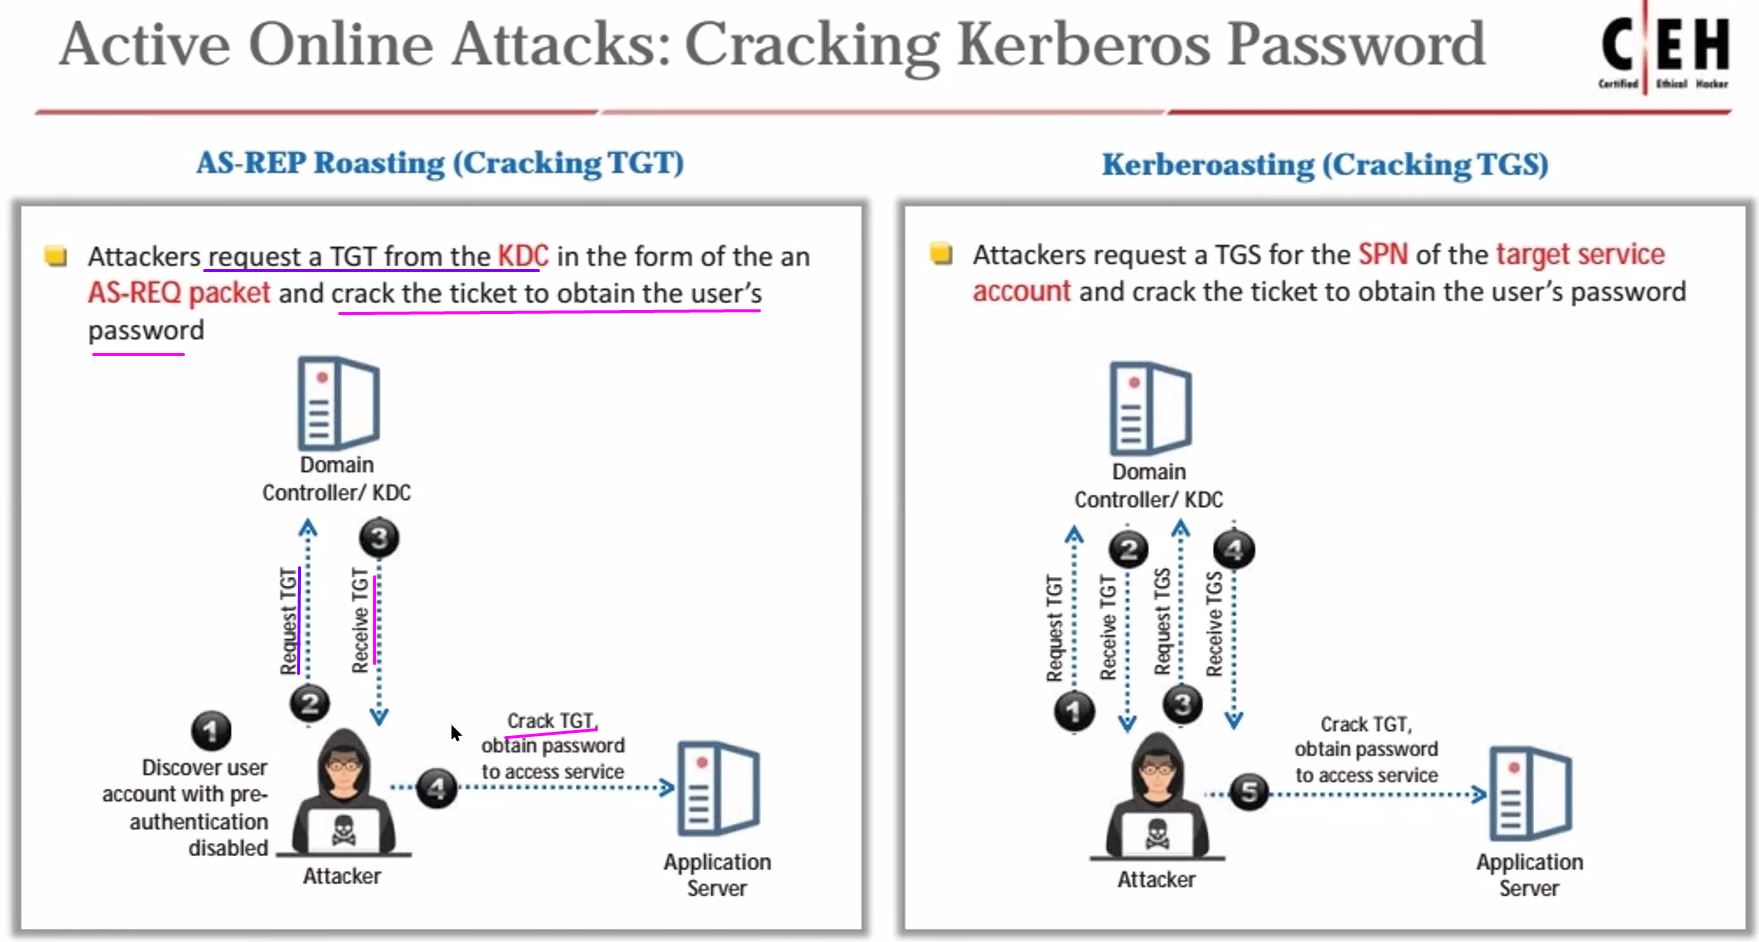 Active Online Attacks: Cracking Kerberos Password
C EH
Certified Ethical Hacker
AS-REP Roasting (Cracking TGT)
Attackers request a TGT from the KDC in the form of the an
AS-REQ packet and crack the ticket to obtain the user's
password
Domain
Controller/ KDC
3
Request TGT
Receive TGT
2
1
Discover user
account with pre-
authentication
disabled
Attacker
Crack TGT,
obtain password
to access service
4
Application
Server
Kerberoasting (Cracking TGS)
Attackers request a TGS for the SPN of the target service
account and crack the ticket to obtain the user's password
Domain
Controller/ KDC
2
4
Request TGT
Receive TGT
Request TGS
Receive TGS
1
3
Attacker
Crack TGT,
obtain password
to access service
5
Application
Server